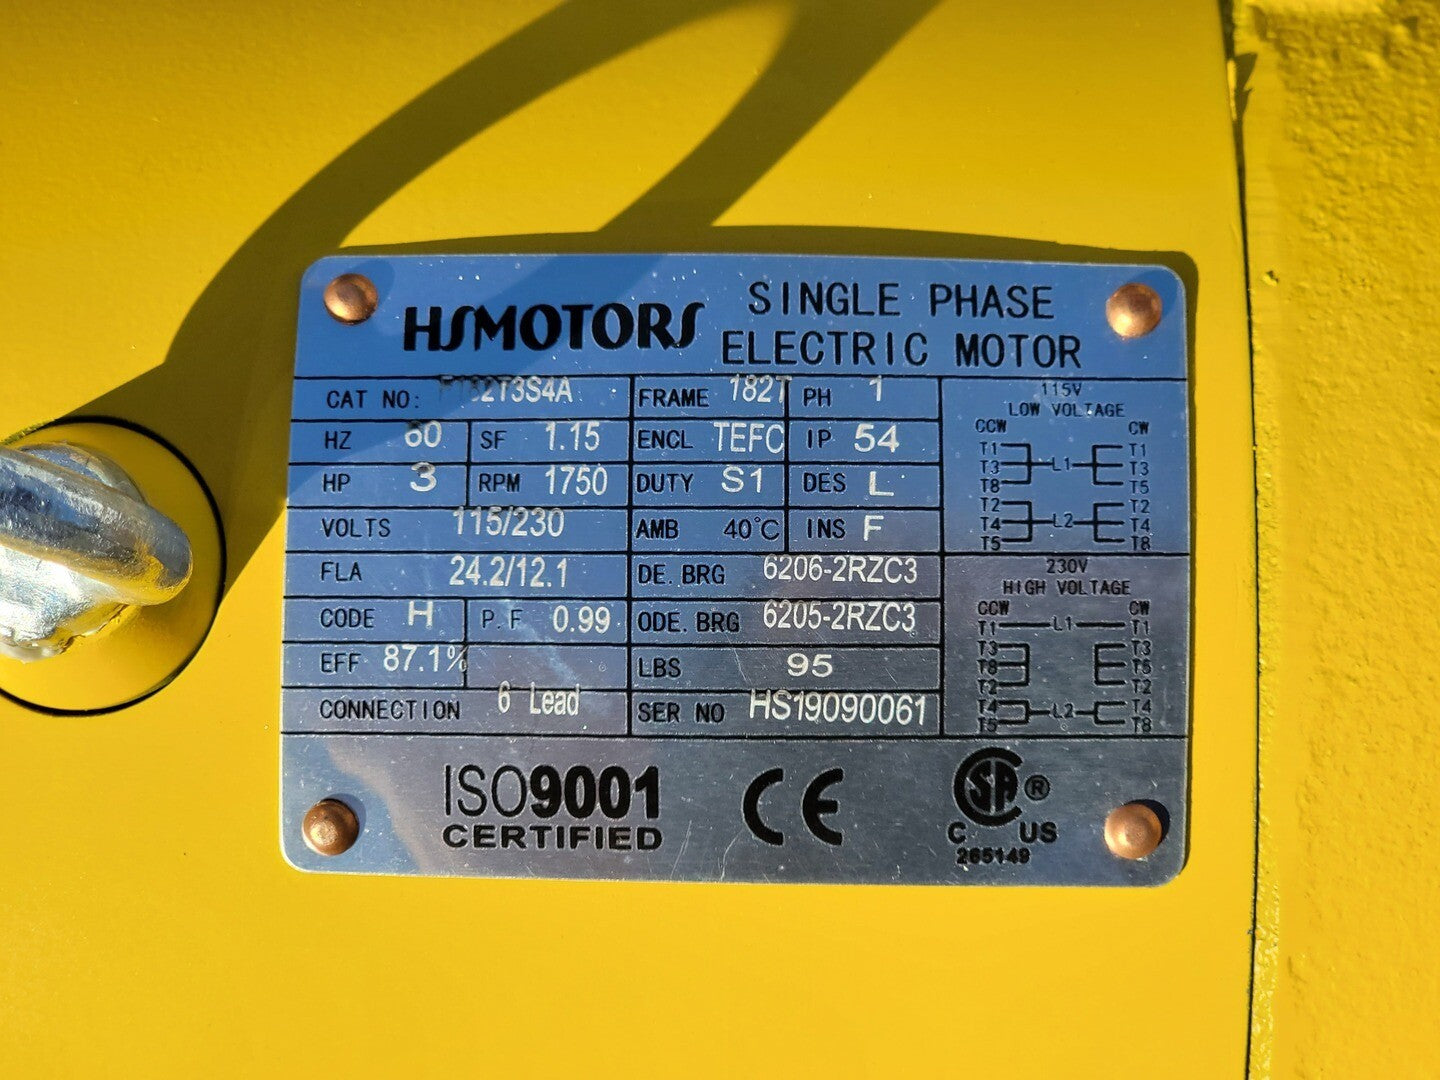 HSMOTORS
SINGLE PHASE
ELECTRIC MOTOR
CAT NO: 182T3S4A FRAME 182T PH 1
HZ 60 SF 1.15 ENCL TEFC IP 54
HP 3 RPM 1750 DUTY S1 DES L
VOLTS 115/230 AMB 40°C INS F
FLA 24.2/12.1 DE. BRG 6206-2RZC3
CODE H P.F 0.99 ODE. BRG 6205-2RZC3
EFF 87.1% LBS 95
CONNECTION 6 Lead SER NO HS19090061
115V
LOW VOLTAGE
CCW CW
T1 T1
T3 L1 T3
T8 T5
T2 T2
T4 L2 T4
T5 T8
230V
HIGH VOLTAGE
CCW CW
T1 L1 T1
T3 T3
T8 T5
T2 T2
T4 L2 T4
T5 T8
ISO9001
CERTIFIED
CE
SA ®
C US
265149